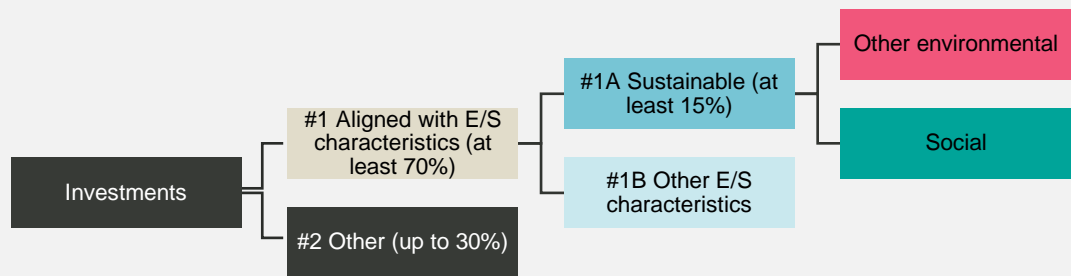 Investments
#1 Aligned with E/S
characteristics (at
least 70%)
#2 Other (up to 30%)
#1A Sustainable (at
least 15%)
#1B Other E/S
characteristics
Other environmental
Social